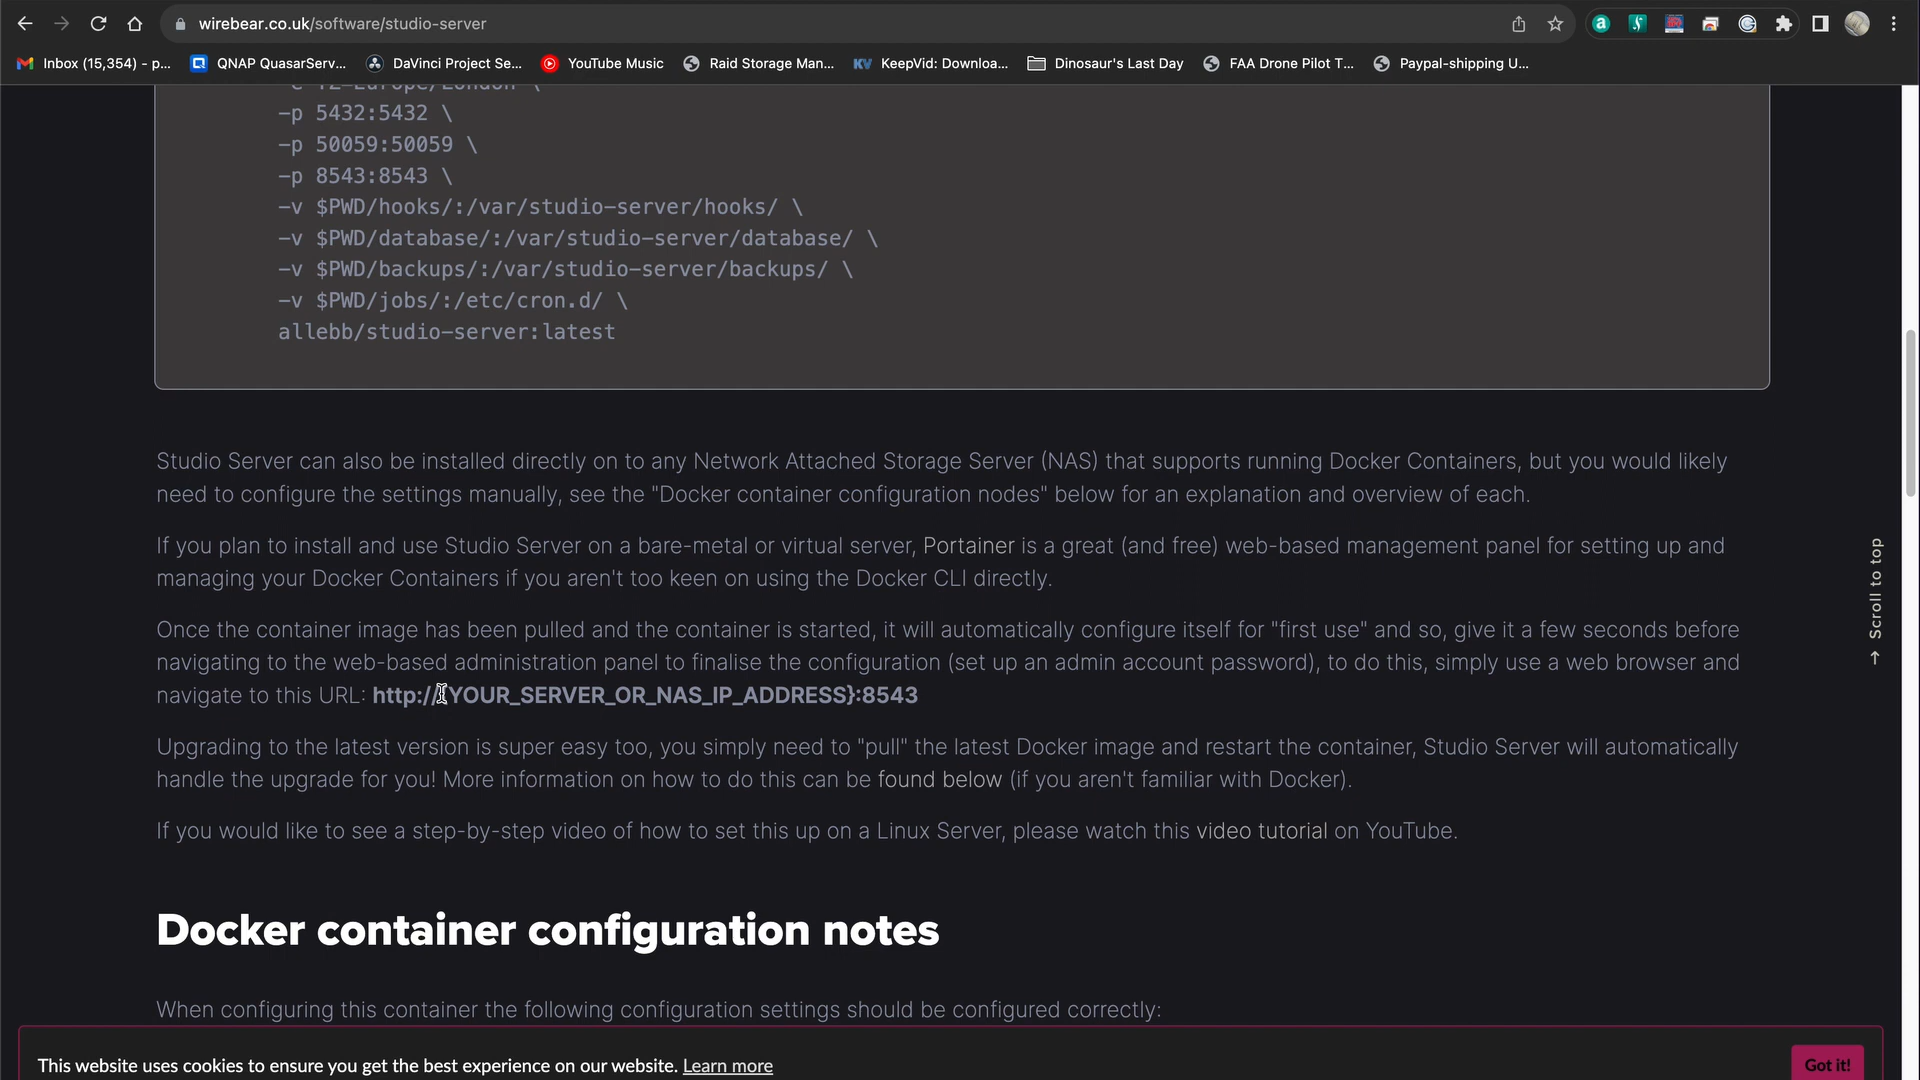 wirebear.co.uk/software/studio-server
Inbox (15,354) - p... QNAP QuasarServ... DaVinci Project Se... YouTube Music Raid Storage Man... KeepVid: Downloa... Dinosaur's Last Day FAA Drone Pilot T... Paypal-shipping U...
-e TZ=Europe/London \
-p 5432:5432 \
-p 50059:50059 \
-p 8543:8543 \
-v $PWD/hooks/:/var/studio-server/hooks/ \
-v $PWD/database/:/var/studio-server/database/ \
-v $PWD/backups/:/var/studio-server/backups/ \
-v $PWD/jobs/:/etc/cron.d/ \
allebb/studio-server:latest
Studio Server can also be installed directly on to any Network Attached Storage Server (NAS) that supports running Docker Containers, but you would likely
need to configure the settings manually, see the "Docker container configuration nodes" below for an explanation and overview of each.
If you plan to install and use Studio Server on a bare-metal or virtual server, Portainer is a great (and free) web-based management panel for setting up and
managing your Docker Containers if you aren't too keen on using the Docker CLI directly.
Once the container image has been pulled and the container is started, it will automatically configure itself for "first use" and so, give it a few seconds before
navigating to the web-based administration panel to finalise the configuration (set up an admin account password), to do this, simply use a web browser and
navigate to this URL: http://{YOUR_SERVER_OR_NAS_IP_ADDRESS}:8543
Upgrading to the latest version is super easy too, you simply need to "pull" the latest Docker image and restart the container, Studio Server will automatically
handle the upgrade for you! More information on how to do this can be found below (if you aren't familiar with Docker).
If you would like to see a step-by-step video of how to set this up on a Linux Server, please watch this video tutorial on YouTube.
Scroll to top
Docker container configuration notes
When configuring this container the following configuration settings should be configured correctly:
This website uses cookies to ensure you get the best experience on our website. Learn more
Got it!